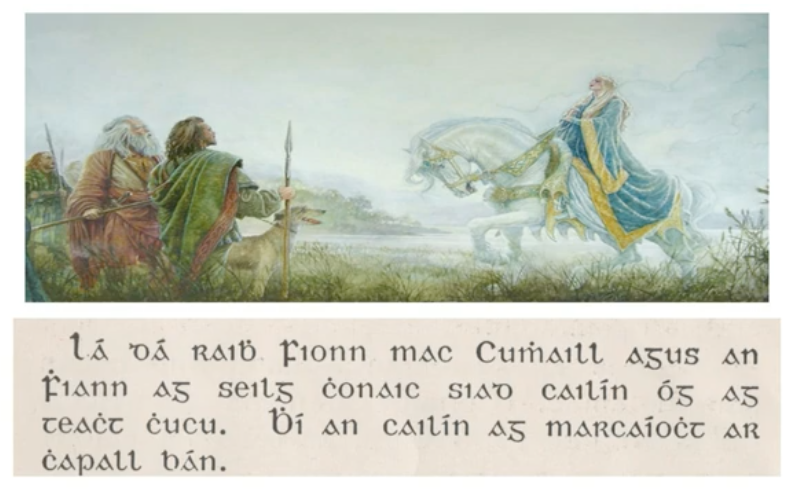 Lá dá raiḃ Fionn mac Cuṁaill agus an
Ḟiann ag seilg ċonaic siad cailín óg ag
teaċt ċucu. Ḃí an cailín ag marcaíoċt ar
ċapall bán.